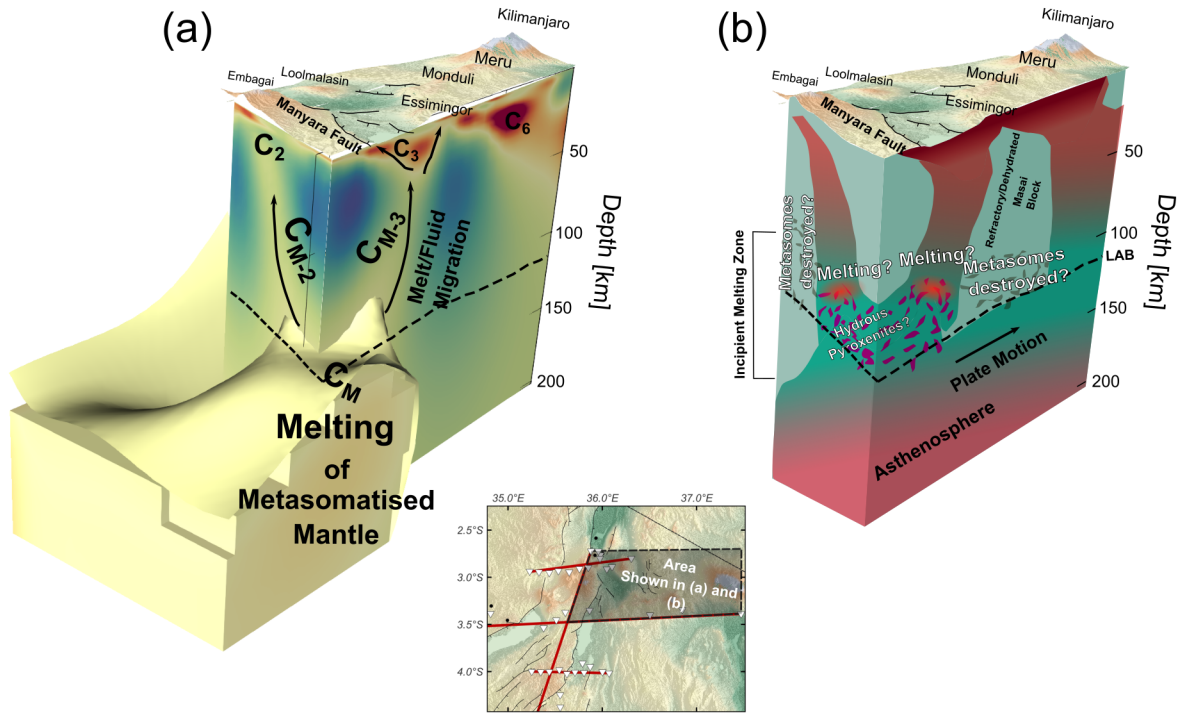 (a)
Kilimanjaro
Meru
Monduli
Loolmalasin
Embagai
Essimingor
Manyara Fault
C2
C3
C6
CM-2
CM-3
Melt/Fluid
Migration
CM
Melting
of
Metasomatised
Mantle
50
100
150
200
Depth [km]
(b)
Kilimanjaro
Meru
Monduli
Loolmalasin
Embagai
Essimingor
Manyara Fault
Refractory/Dehydrated
Masai
Block
Metasomes
destroyed?
Melting?
Melting?
Metasomes
destroyed?
Hydrous
Pyroxenites?
Incipient Melting Zone
LAB
Plate Motion
Asthenosphere
50
100
150
200
Depth [km]
35.0°E
36.0°E
37.0°E
2.5°S
3.0°S
3.5°S
4.0°S
Area
Shown in (a) and
(b)